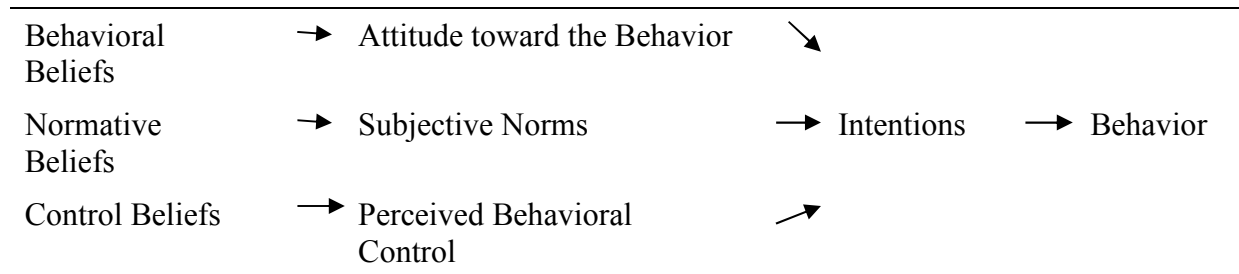 Behavioral Beliefs → Attitude toward the Behavior ↘
Normative Beliefs → Subjective Norms → Intentions → Behavior
Control Beliefs → Perceived Behavioral Control ↗